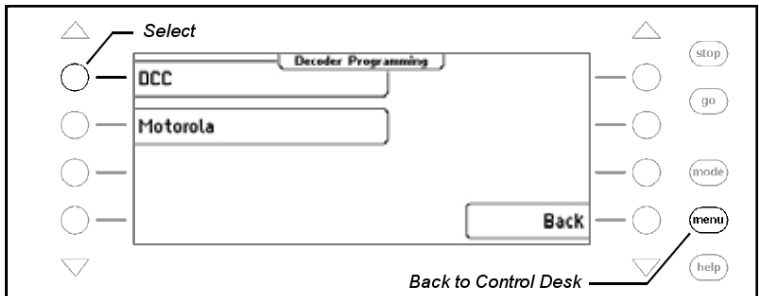 Select
stop
Decoder Programming
DCC
go
Motorola
mode
Back
menu
help
Back to Control Desk